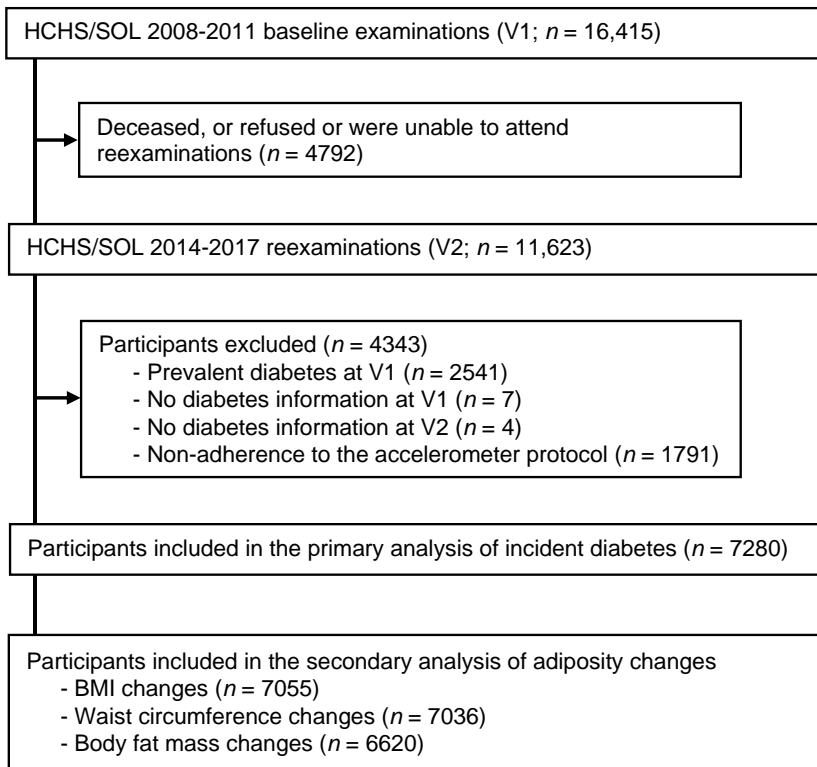 HCHS/SOL 2008-2011 baseline examinations (V1; n = 16,415)
Deceased, or refused or were unable to attend
reexaminations (n = 4792)
HCHS/SOL 2014-2017 reexaminations (V2; n = 11,623)
Participants excluded (n = 4343)
- Prevalent diabetes at V1 (n = 2541)
- No diabetes information at V1 (n = 7)
- No diabetes information at V2 (n = 4)
- Non-adherence to the accelerometer protocol (n = 1791)
Participants included in the primary analysis of incident diabetes (n = 7280)
Participants included in the secondary analysis of adiposity changes
- BMI changes (n = 7055)
- Waist circumference changes (n = 7036)
- Body fat mass changes (n = 6620)